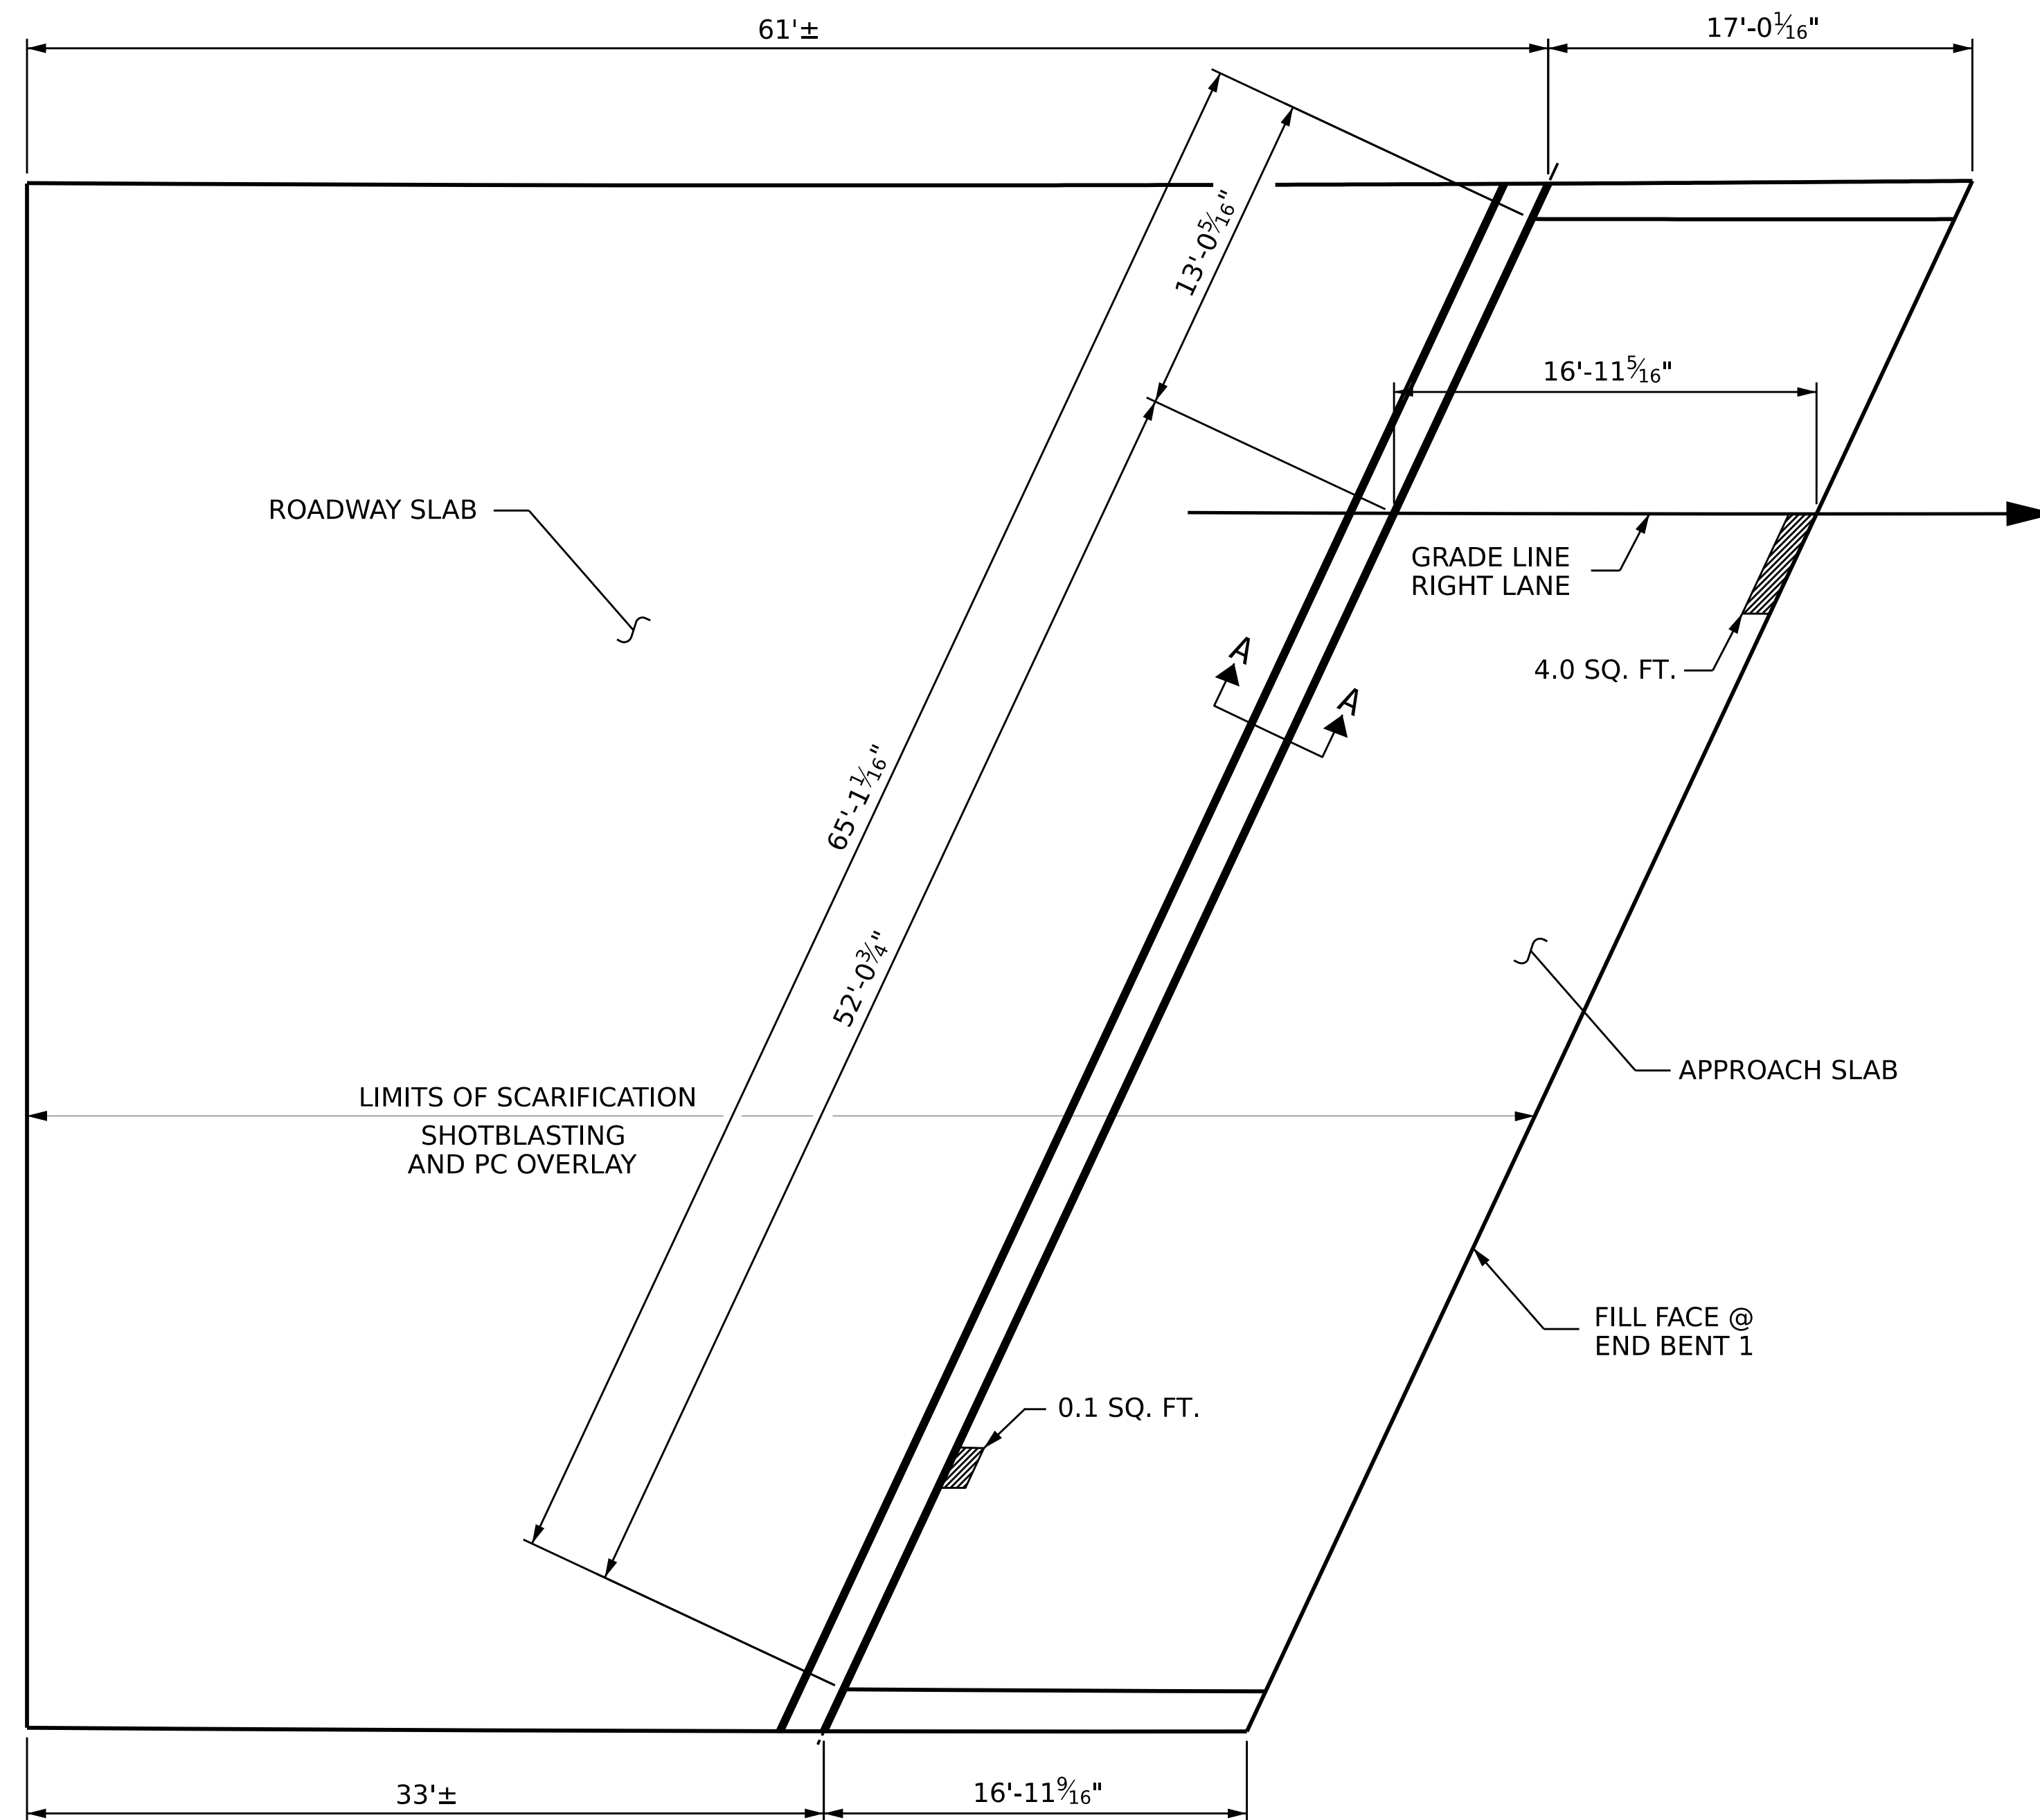 61'±
17'-0 1/16"
13'-0 5/16"
16'-11 5/16"
ROADWAY SLAB
GRADE LINE
RIGHT LANE
A
4.0 SQ. FT.
A
65'-1 1/16"
52'-0 3/4"
APPROACH SLAB
LIMITS OF SCARIFICATION
SHOTBLASTING
AND PC OVERLAY
FILL FACE @
END BENT 1
0.1 SQ. FT.
33'±
16'-11 9/16"